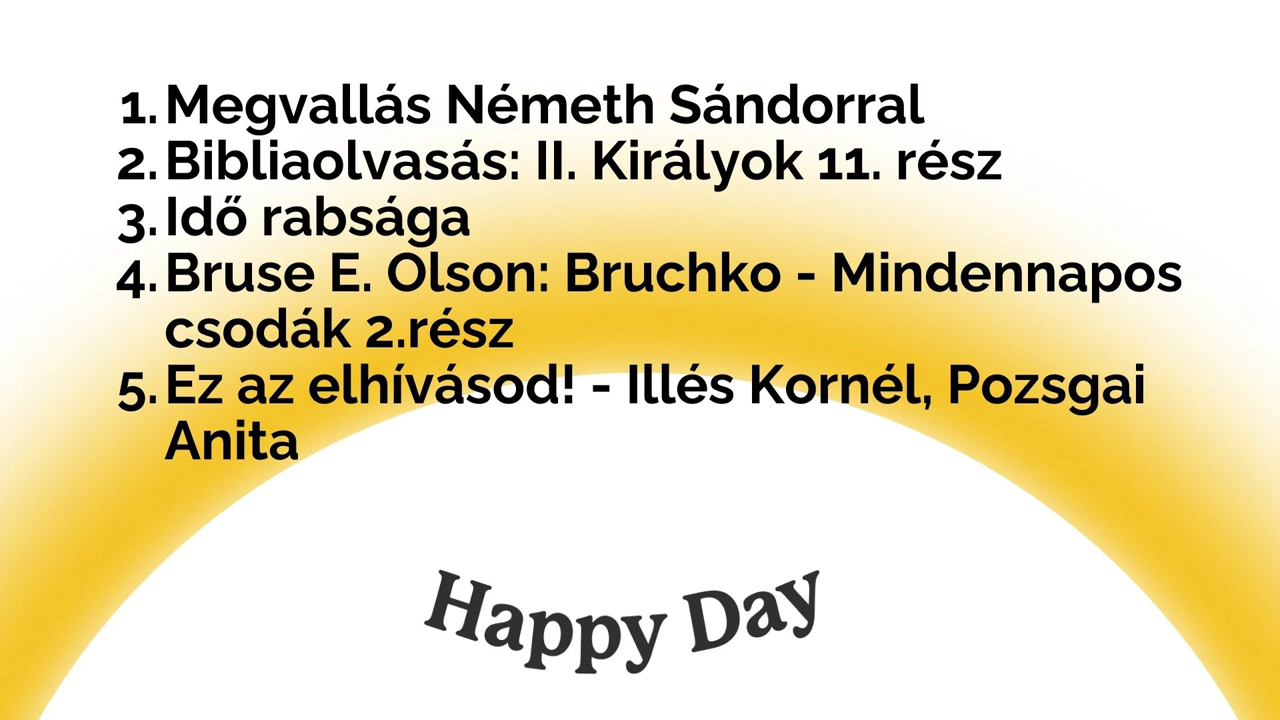 1. Megvallás Németh Sándorral
2. Bibliaolvasás: II. Királyok 11. rész
3. Idő rabsága
4. Bruse E. Olson: Bruchko - Mindennapos
csodák 2.rész
5. Ez az elhívásod! - Illés Kornél, Pozsgai
Anita
Happy Day